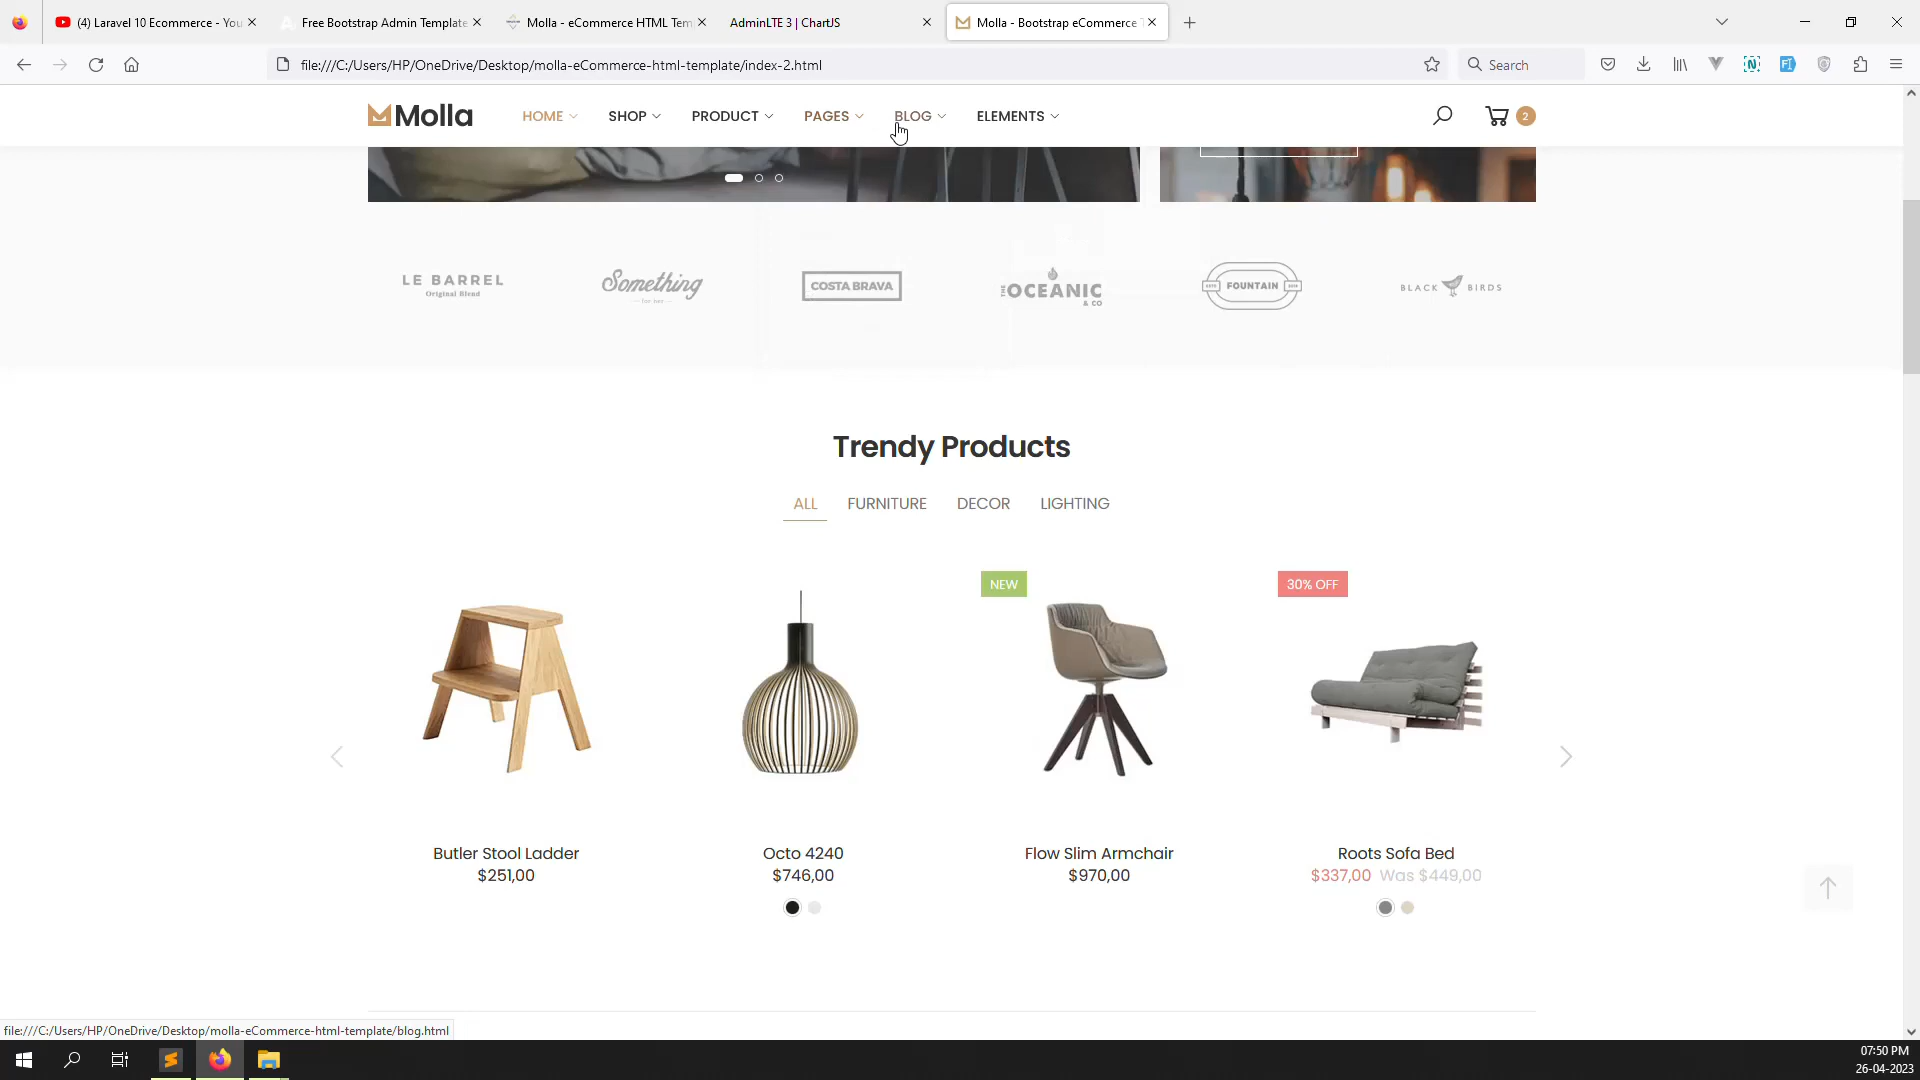 (4) Laravel 10 Ecommerce - You
Free Bootstrap Admin Template
Molla - eCommerce HTML Tem
AdminLTE 3 | ChartJS
Molla - Bootstrap eCommerce T
file:///C:/Users/HP/OneDrive/Desktop/molla-eCommerce-html-template/index-2.html
Search
Molla
HOME
SHOP
PRODUCT
PAGES
BLOG
ELEMENTS
2
LE BARREL
Original Blend
Something
for her
COSTA BRAVA
THE OCEANIC
& CO
FOUNTAIN
BLACK BIRDS
Trendy Products
ALL
FURNITURE
DECOR
LIGHTING
NEW
30% OFF
Butler Stool Ladder
$251,00
Octo 4240
$746,00
Flow Slim Armchair
$970,00
Roots Sofa Bed
$337,00 Was $449,00
file:///C:/Users/HP/OneDrive/Desktop/molla-eCommerce-html-template/blog.html
07:50 PM
26-04-2023